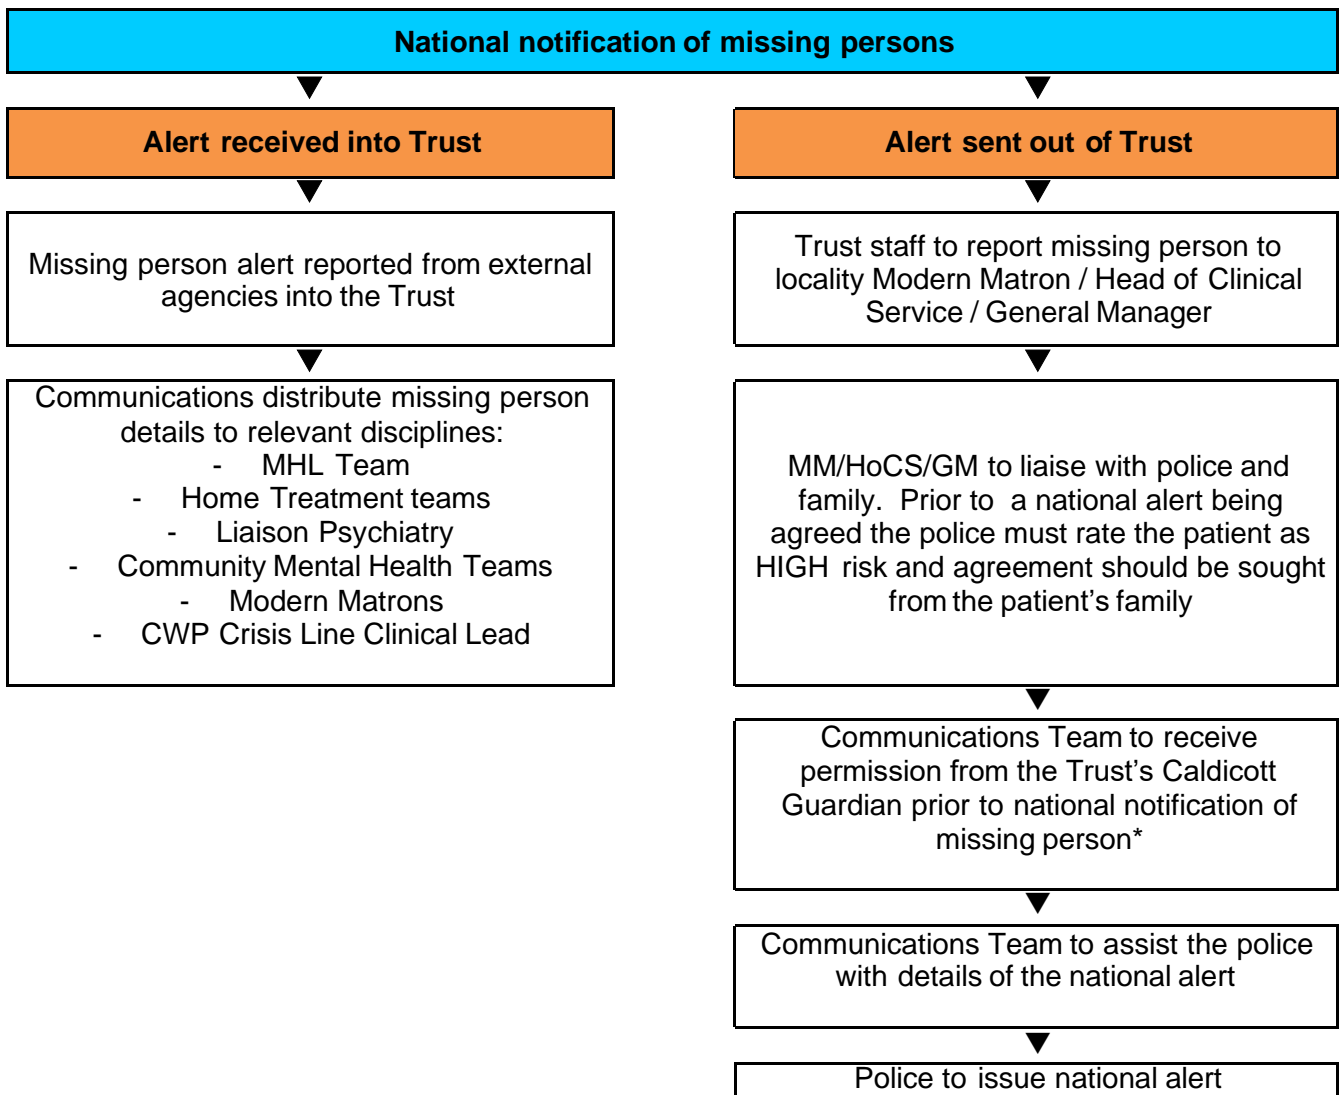 National notification of missing persons
Alert received into Trust
Missing person alert reported from external
agencies into the Trust
Communications distribute missing person
details to relevant disciplines:
- MHL Team
- Home Treatment teams
- Liaison Psychiatry
- Community Mental Health Teams
- Modern Matrons
- CWP Crisis Line Clinical Lead
Alert sent out of Trust
Trust staff to report missing person to
locality Modern Matron / Head of Clinical
Service / General Manager
MM/HoCS/GM to liaise with police and
family. Prior to a national alert being
agreed the police must rate the patient as
HIGH risk and agreement should be sought
from the patient's family
Communications Team to receive
permission from the Trust's Caldicott
Guardian prior to national notification of
missing person*
Communications Team to assist the police
with details of the national alert
Police to issue national alert